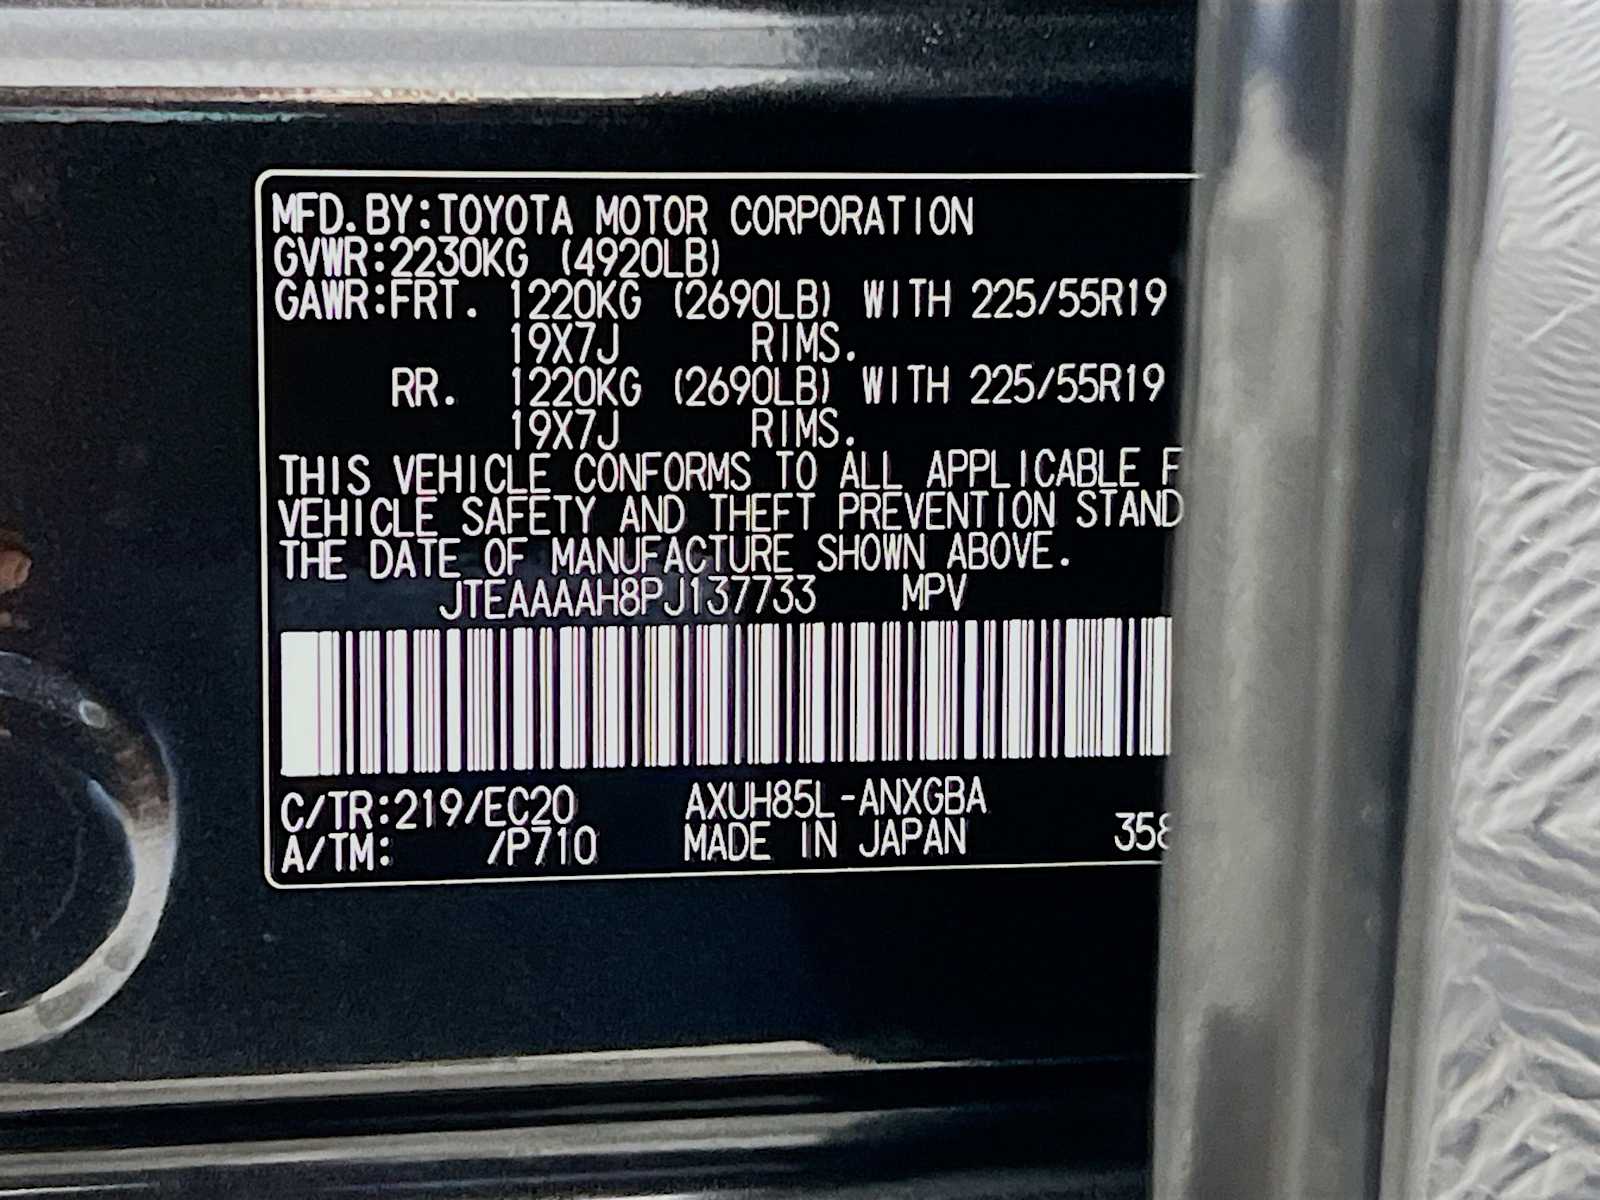 MFD.BY:TOYOTA MOTOR CORPORATION
GVWR:2230KG (4920LB)
GAWR:FRT. 1220KG (2690LB) WITH 225/55R19
19X7J RIMS.
RR. 1220KG (2690LB) WITH 225/55R19
19X7J RIMS.
THIS VEHICLE CONFORMS TO ALL APPLICABLE F
VEHICLE SAFETY AND THEFT PREVENTION STAND
THE DATE OF MANUFACTURE SHOWN ABOVE.
JTEAAAAH8PJ137733 MPV
C/TR:219/EC20 AXUH85L-ANXGBA
A/TM: /P710 MADE IN JAPAN 358